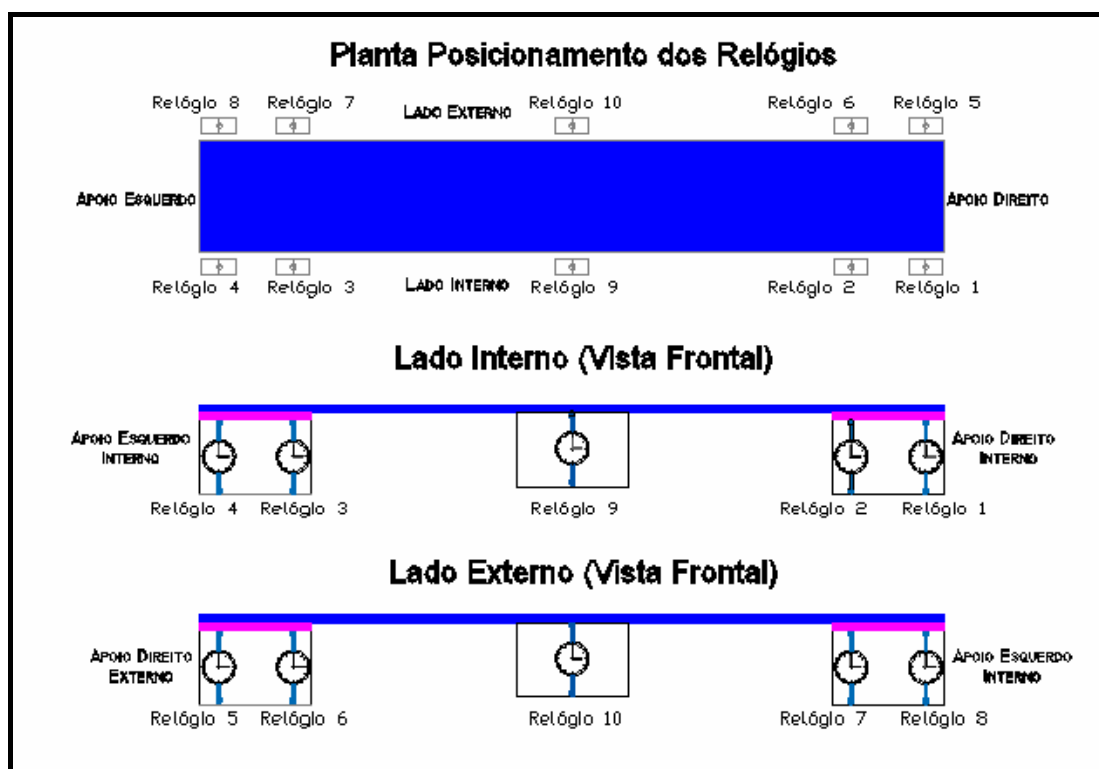 Planta Posicionamento dos Relógios
Relógio 8 Relógio 7 LADO EXTERNO Relógio 10 Relógio 6 Relógio 5
APOIO ESQUERDO APOIO DIREITO
Relógio 4 Relógio 3 LADO INTERNO Relógio 9 Relógio 2 Relógio 1
Lado Interno (Vista Frontal)
APOIO ESQUERDO
INTERNO
APOIO DIREITO
INTERNO
Relógio 4 Relógio 3 Relógio 9 Relógio 2 Relógio 1
Lado Externo (Vista Frontal)
APOIO DIREITO
EXTERNO
APOIO ESQUERDO
INTERNO
Relógio 5 Relógio 6 Relógio 10 Relógio 7 Relógio 8